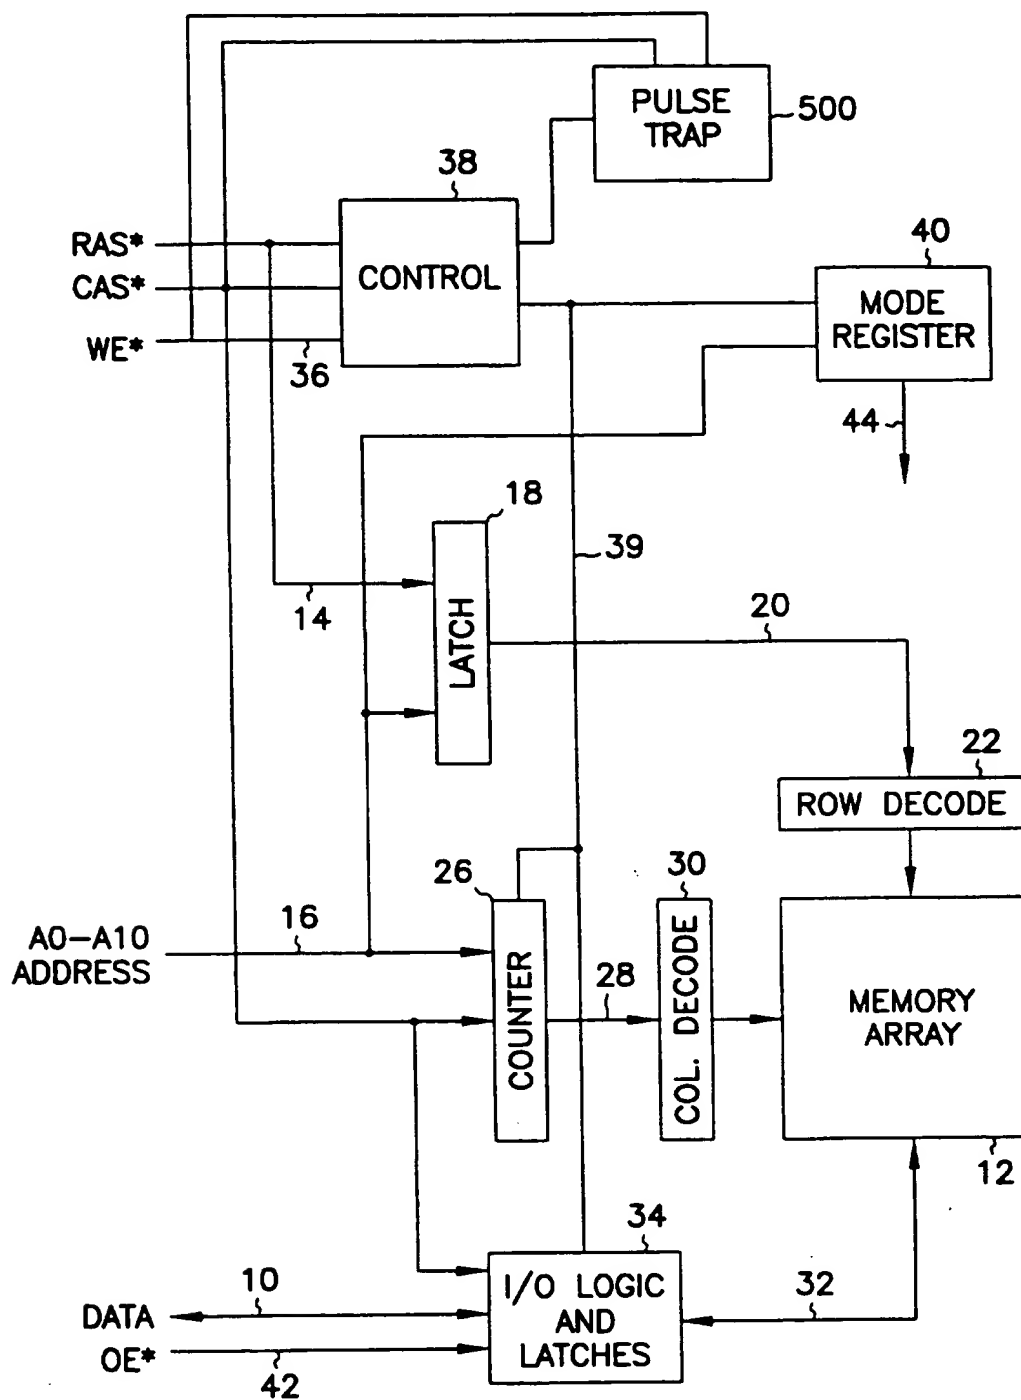 PULSE
TRAP
500
38
RAS*
40
CAS*
CONTROL
MODE
REGISTER
WE*
36
44
18
39
LATCH
14
20
22
ROW DECODE
26
30
16
A0-A10
ADDRESS
COUNTER
28
COL. DECODE
MEMORY
ARRAY
12
34
I/O LOGIC
AND
LATCHES
10
DATA
32
OE*
42